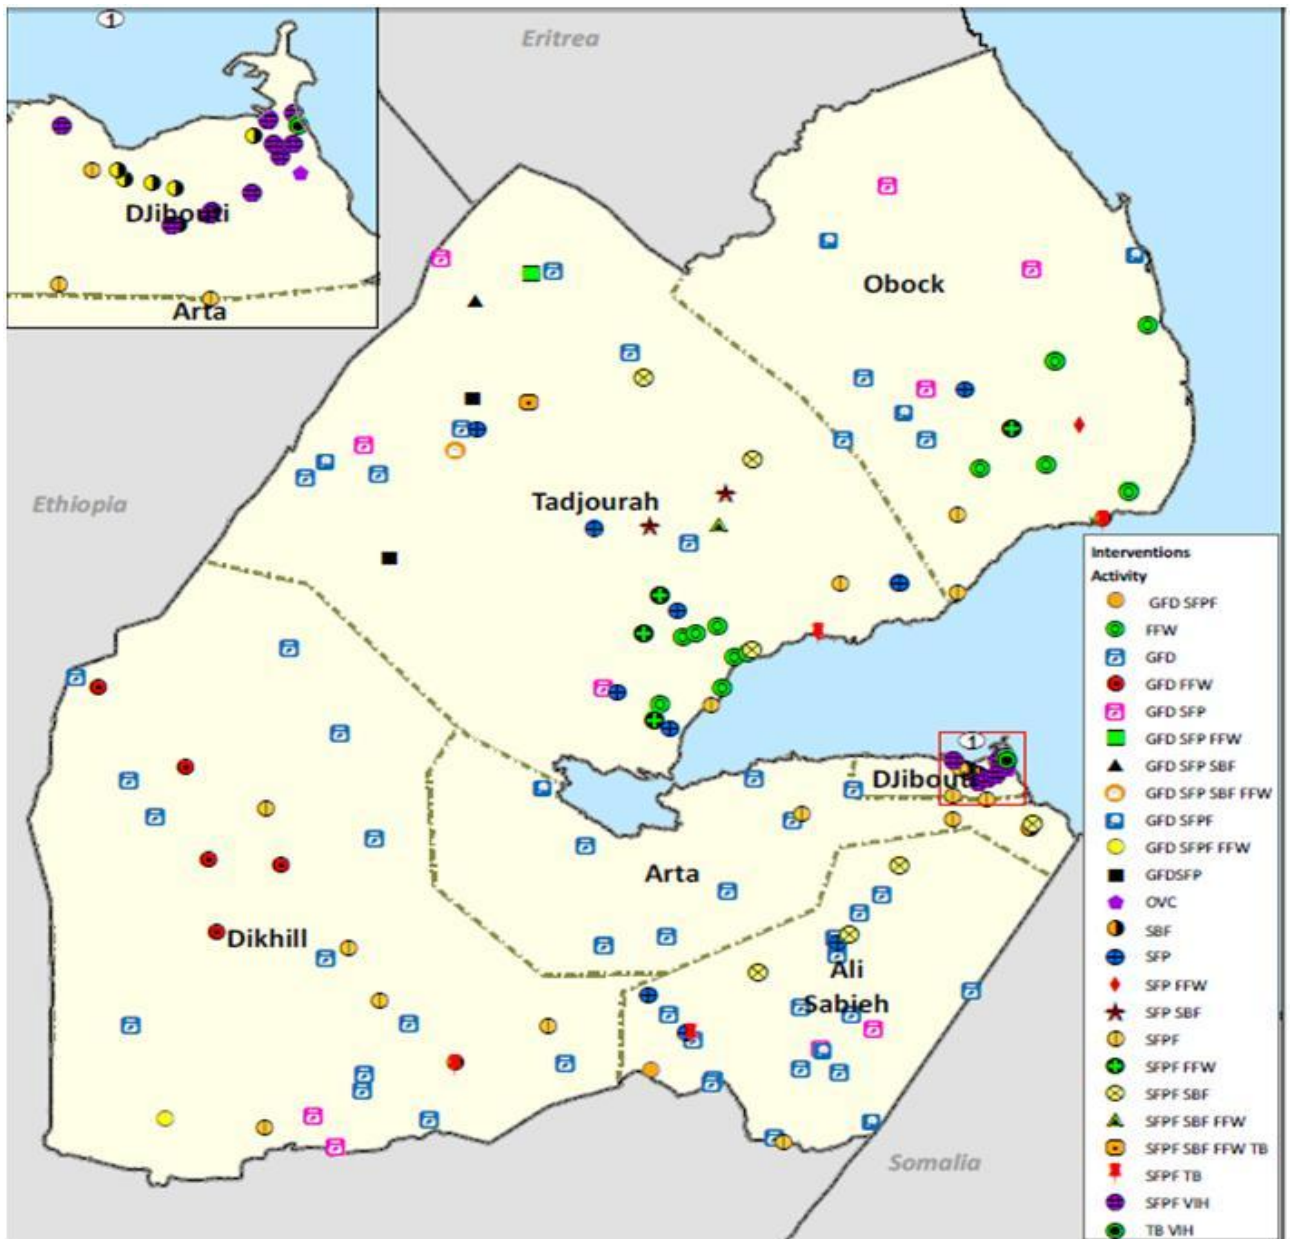 1
Eritrea
DJibouti
Arta
Obock
Ethiopia
Tadjourah
DJibouti
1
Arta
Dikhill
Ali
Sabieh
Somalia
Interventions
Activity
GFD SFPF
FFW
GFD
GFD FFW
GFD SFP
GFD SFP FFW
GFD SFP SBF
GFD SFP SBF FFW
GFD SFPF
GFD SFPF FFW
GFDSFP
OVC
SBF
SFP
SFP FFW
SFP SBF
SFPF
SFPF FFW
SFPF SBF
SFPF SBF FFW
SFPF SBF FFW TB
SFPF TB
SFPF VIH
TB VIH